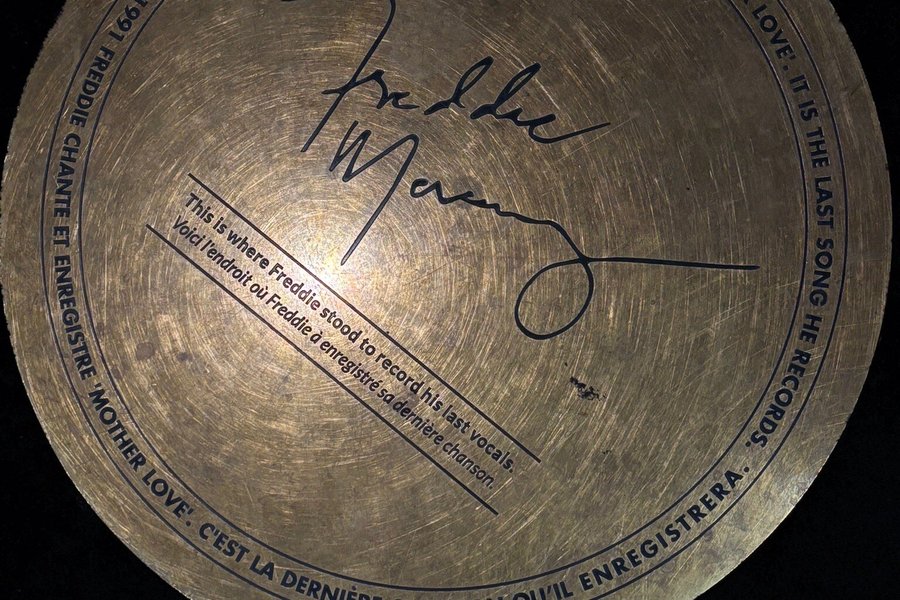 Freddie
Mercury
This is where Freddie stood to record his last vocals.
Voici l'endroit où Freddie à enregistré sa dernière chanson.
LOVE'. IT IS THE LAST SONG HE RECORDS.
1991 FREDDIE CHANTE ET ENREGISTRE 'MOTHER LOVE'. C'EST LA DERNIÈRE QU'IL ENREGISTRERA.